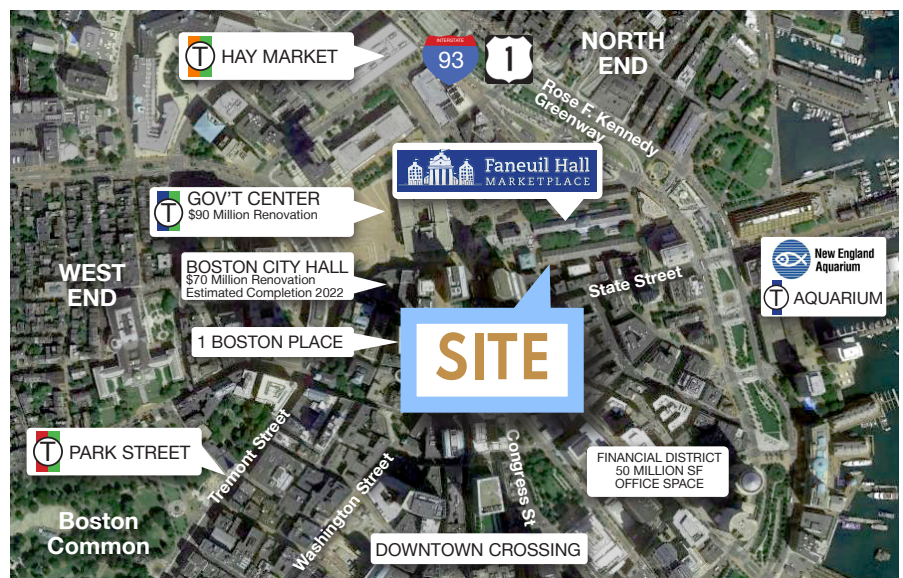 T HAY MARKET
INTERSTATE
93
1
NORTH
END
Rose F. Kennedy
Greenway
Faneuil Hall
MARKETPLACE
T GOV'T CENTER
$90 Million Renovation
WEST
END
BOSTON CITY HALL
$70 Million Renovation
Estimated Completion 2022
State Street
New England
Aquarium
T AQUARIUM
1 BOSTON PLACE
SITE
T PARK STREET
Tremont Street
Washington Street
Congress St
FINANCIAL DISTRICT
50 MILLION SF
OFFICE SPACE
Boston
Common
DOWNTOWN CROSSING